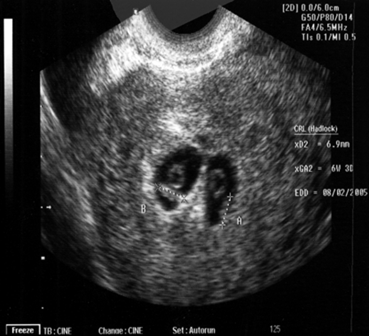 [2D] 0.0/6.0cm
G50/P80/D14
FA4/6.5MHz
TIs 0.1/MI 0.5
CRL (Hadlock)
xD2 = 6.9mm
xGA2 = 6W 3D
EDD = 08/02/2005
B
A
Freeze TB:CINE Change:CINE Set:Autorun 125